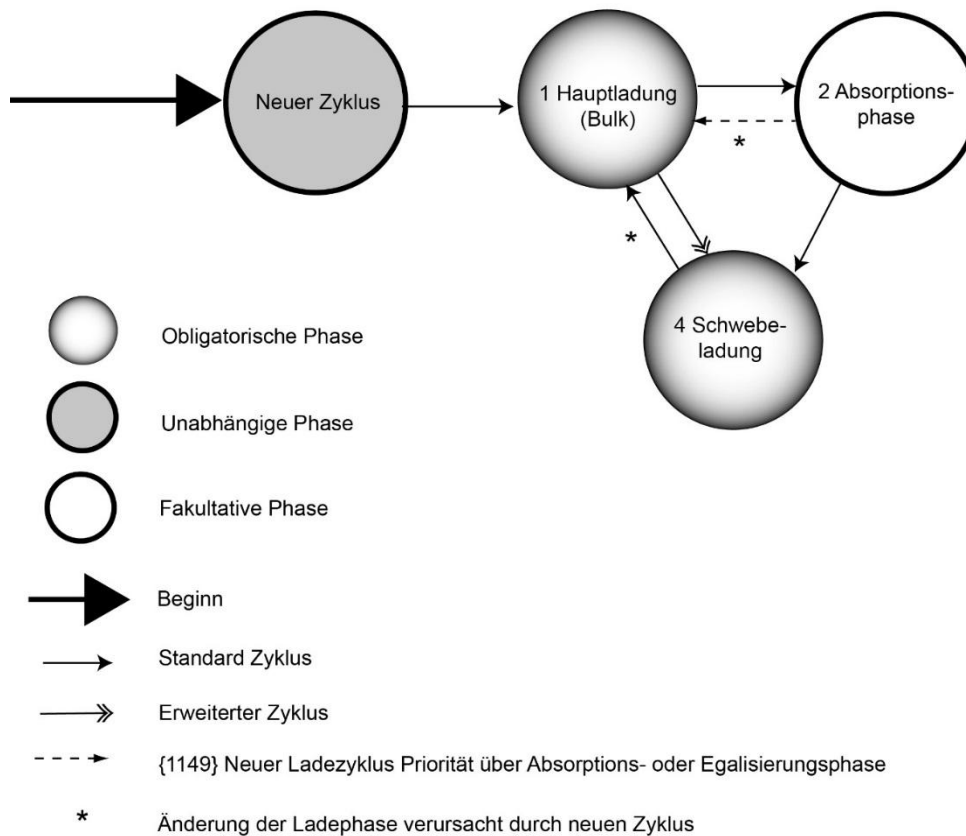 Neuer Zyklus
1 Hauptladung
(Bulk)
2 Absorptions-
phase
*
*
4 Schwebe-
ladung
Obligatorische Phase
Unabhängige Phase
Fakultative Phase
Beginn
Standard Zyklus
Erweiterter Zyklus
{1149} Neuer Ladezyklus Priorität über Absorptions- oder Egalisierungsphase
* Änderung der Ladephase verursacht durch neuen Zyklus